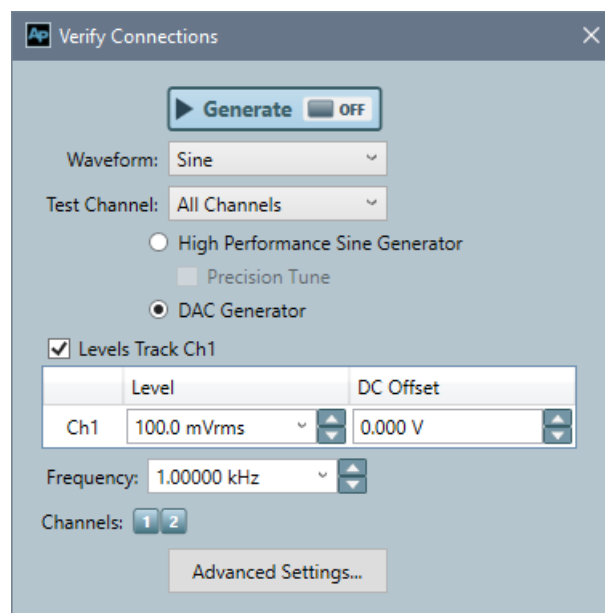 AP Verify Connections
Generate OFF
Waveform: Sine
Test Channel: All Channels
High Performance Sine Generator
Precision Tune
DAC Generator
Levels Track Ch1
Level DC Offset
Ch1 100.0 mVrms 0.000 V
Frequency: 1.00000 kHz
Channels: 1 2
Advanced Settings...